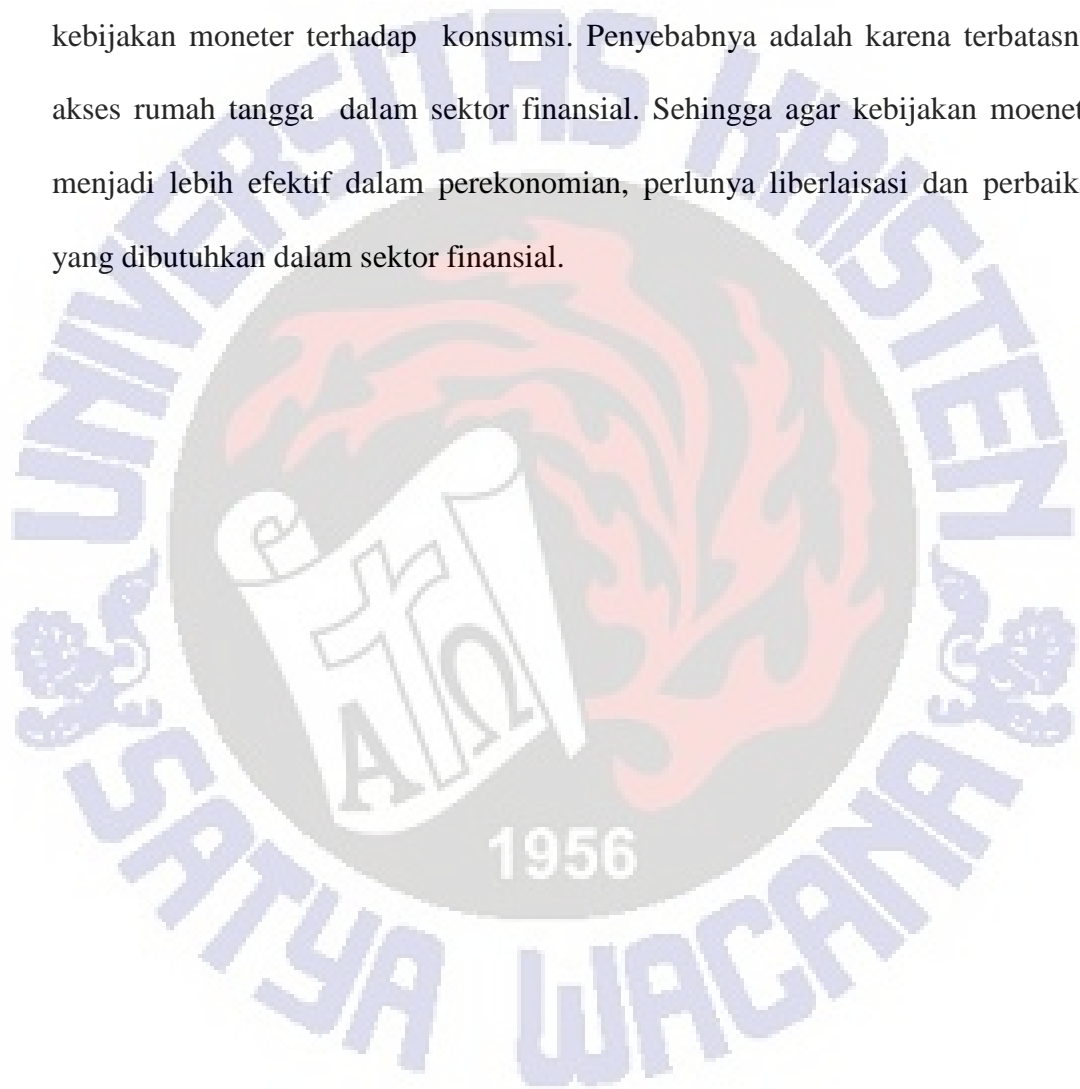 kebijakan moneter terhadap konsumsi. Penyebabnya adalah karena terbatasn
akses rumah tangga dalam sektor finansial. Sehingga agar kebijakan moenet
menjadi lebih efektif dalam perekonomian, perlunya liberlaisasi dan perbaik
yang dibutuhkan dalam sektor finansial.
UNIVERSITAS KRISTEN
A Ω
1956
SATYA WACANA